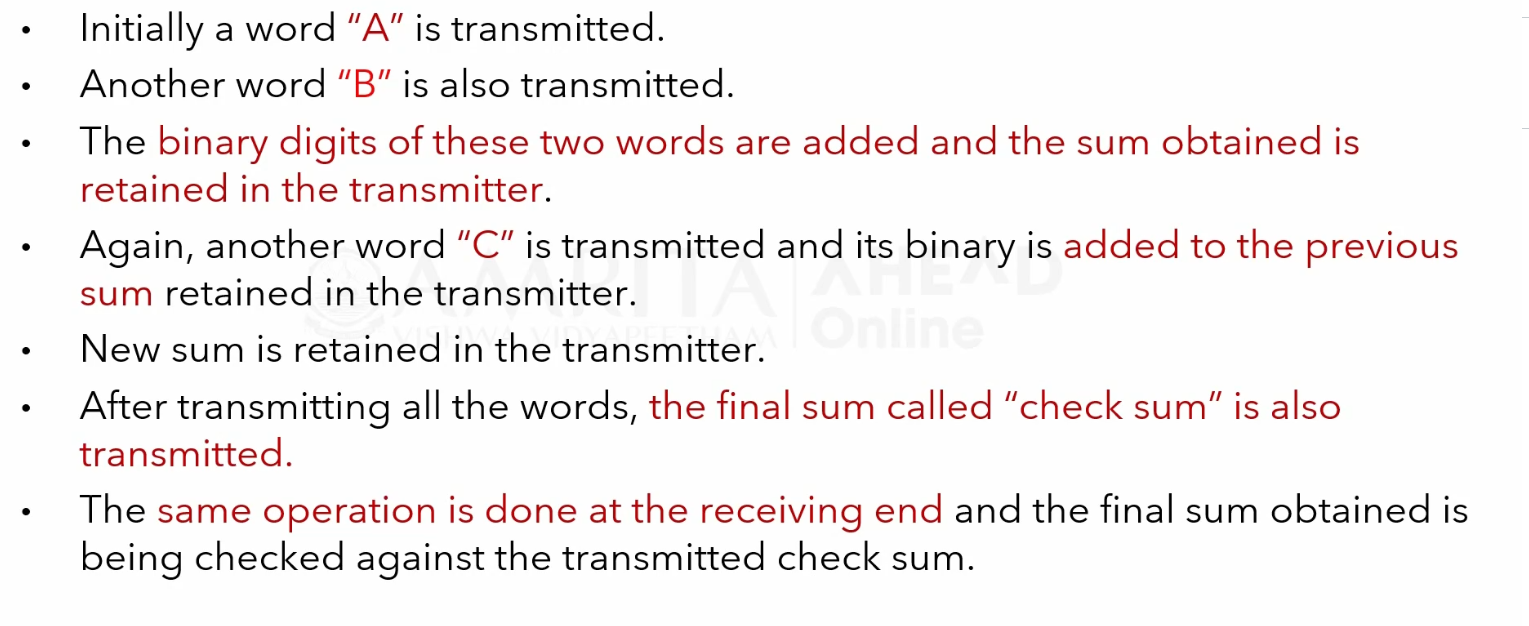 • Initially a word “A” is transmitted.
• Another word “B” is also transmitted.
• The binary digits of these two words are added and the sum obtained is
retained in the transmitter.
• Again, another word “C” is transmitted and its binary is added to the previous
sum retained in the transmitter.
AMRITA AHEAD
VISHWA VIDYAPEETHAM Online
• New sum is retained in the transmitter.
• After transmitting all the words, the final sum called “check sum” is also
transmitted.
• The same operation is done at the receiving end and the final sum obtained is
being checked against the transmitted check sum.